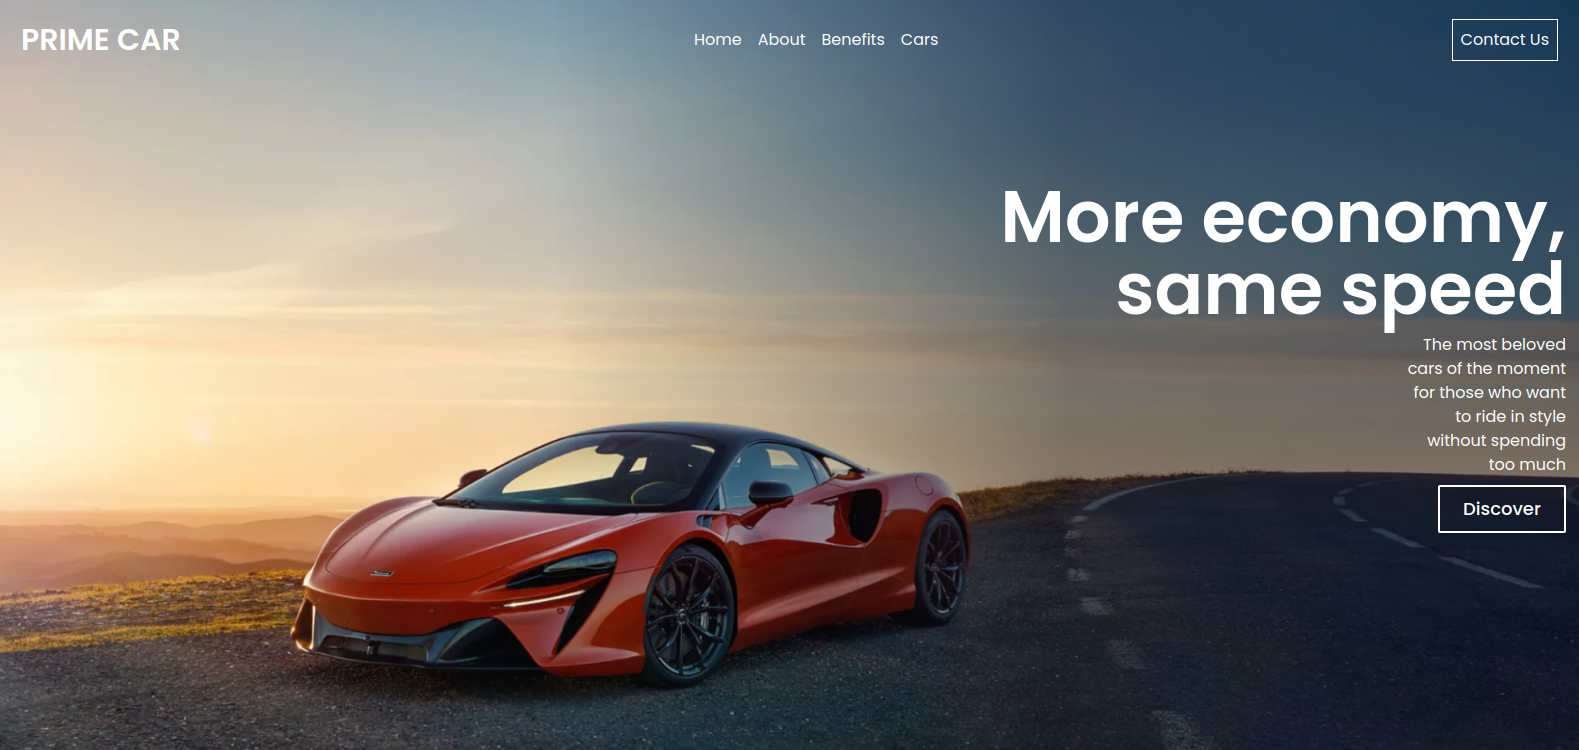 PRIME CAR
Home About Benefits Cars
Contact Us
More economy,
same speed
The most beloved
cars of the moment
for those who want
to ride in style
without spending
too much
Discover